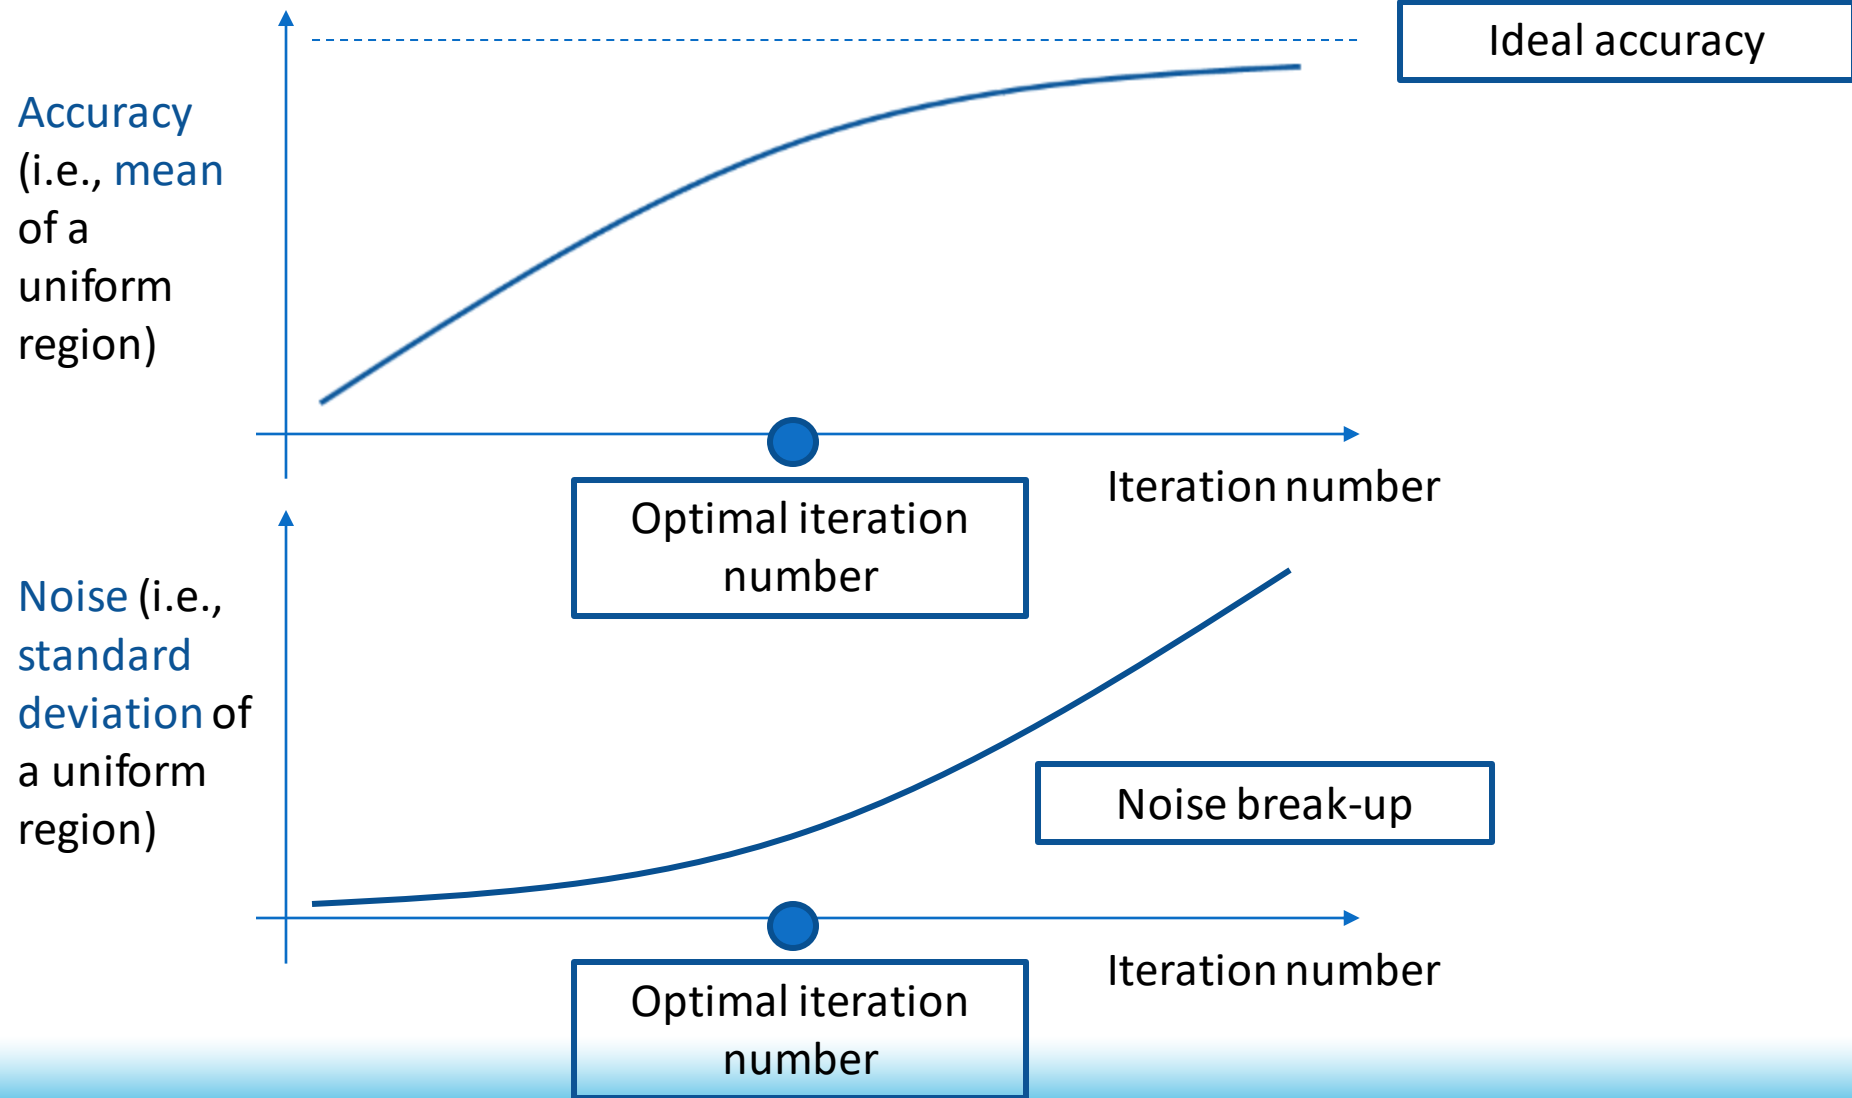 Ideal accuracy
Accuracy
(i.e., mean
of a
uniform
region)
Iteration number
Optimal iteration
number
Noise (i.e.,
standard
deviation of
a uniform
region)
Noise break-up
Iteration number
Optimal iteration
number